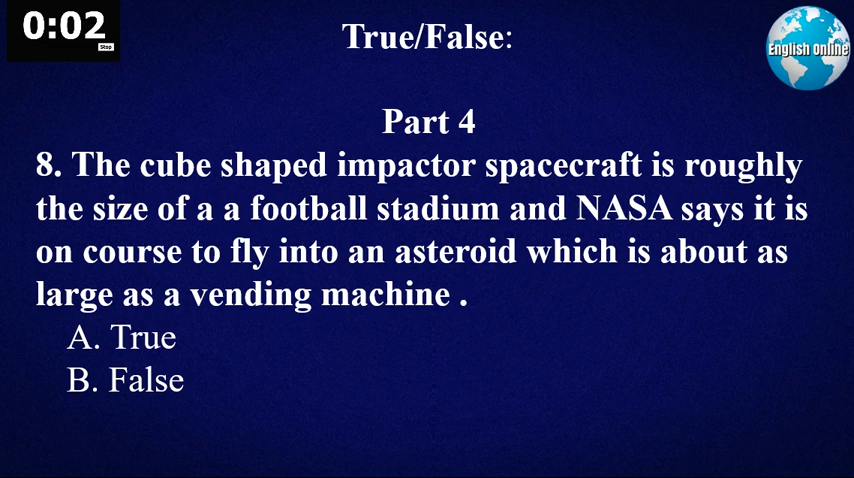 0:02
Stop
True/False:
English Online
Part 4
8. The cube shaped impactor spacecraft is roughly
the size of a a football stadium and NASA says it is
on course to fly into an asteroid which is about as
large as a vending machine .
A. True
B. False